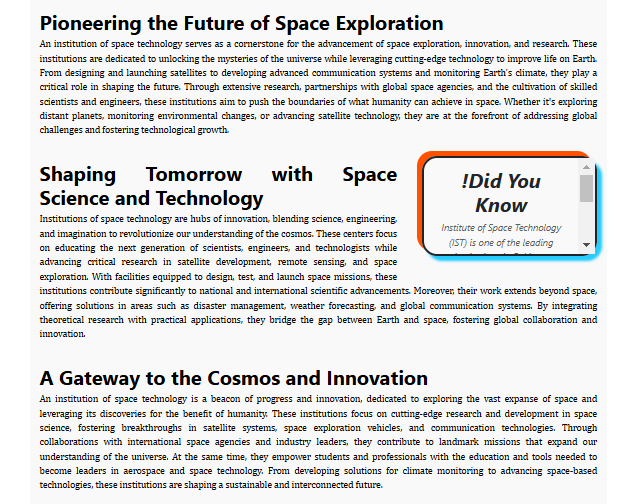 Pioneering the Future of Space Exploration
An institution of space technology serves as a cornerstone for the advancement of space exploration, innovation, and research. These
institutions are dedicated to unlocking the mysteries of the universe while leveraging cutting-edge technology to improve life on Earth.
From designing and launching satellites to developing advanced communication systems and monitoring Earth's climate, they play a
critical role in shaping the future. Through extensive research, partnerships with global space agencies, and the cultivation of skilled
scientists and engineers, these institutions aim to push the boundaries of what humanity can achieve in space. Whether it's exploring
distant planets, monitoring environmental changes, or advancing satellite technology, they are at the forefront of addressing global
challenges and fostering technological growth.
Shaping Tomorrow with Space
Science and Technology
Institutions of space technology are hubs of innovation, blending science, engineering,
and imagination to revolutionize our understanding of the cosmos. These centers focus
on educating the next generation of scientists, engineers, and technologists while
advancing critical research in satellite development, remote sensing, and space
exploration. With facilities equipped to design, test, and launch space missions, these
institutions contribute significantly to national and international scientific advancements. Moreover, their work extends beyond space,
offering solutions in areas such as disaster management, weather forecasting, and global communication systems. By integrating
theoretical research with practical applications, they bridge the gap between Earth and space, fostering global collaboration and
innovation.
!Did You
Know
Institute of Space Technology
(IST) is one of the leading
A Gateway to the Cosmos and Innovation
An institution of space technology is a beacon of progress and innovation, dedicated to exploring the vast expanse of space and
leveraging its discoveries for the benefit of humanity. These institutions focus on cutting-edge research and development in space
science, fostering breakthroughs in satellite systems, space exploration vehicles, and communication technologies. Through
collaborations with international space agencies and industry leaders, they contribute to landmark missions that expand our
understanding of the universe. At the same time, they empower students and professionals with the education and tools needed to
become leaders in aerospace and space technology. From developing solutions for climate monitoring to advancing space-based
technologies, these institutions are shaping a sustainable and interconnected future.